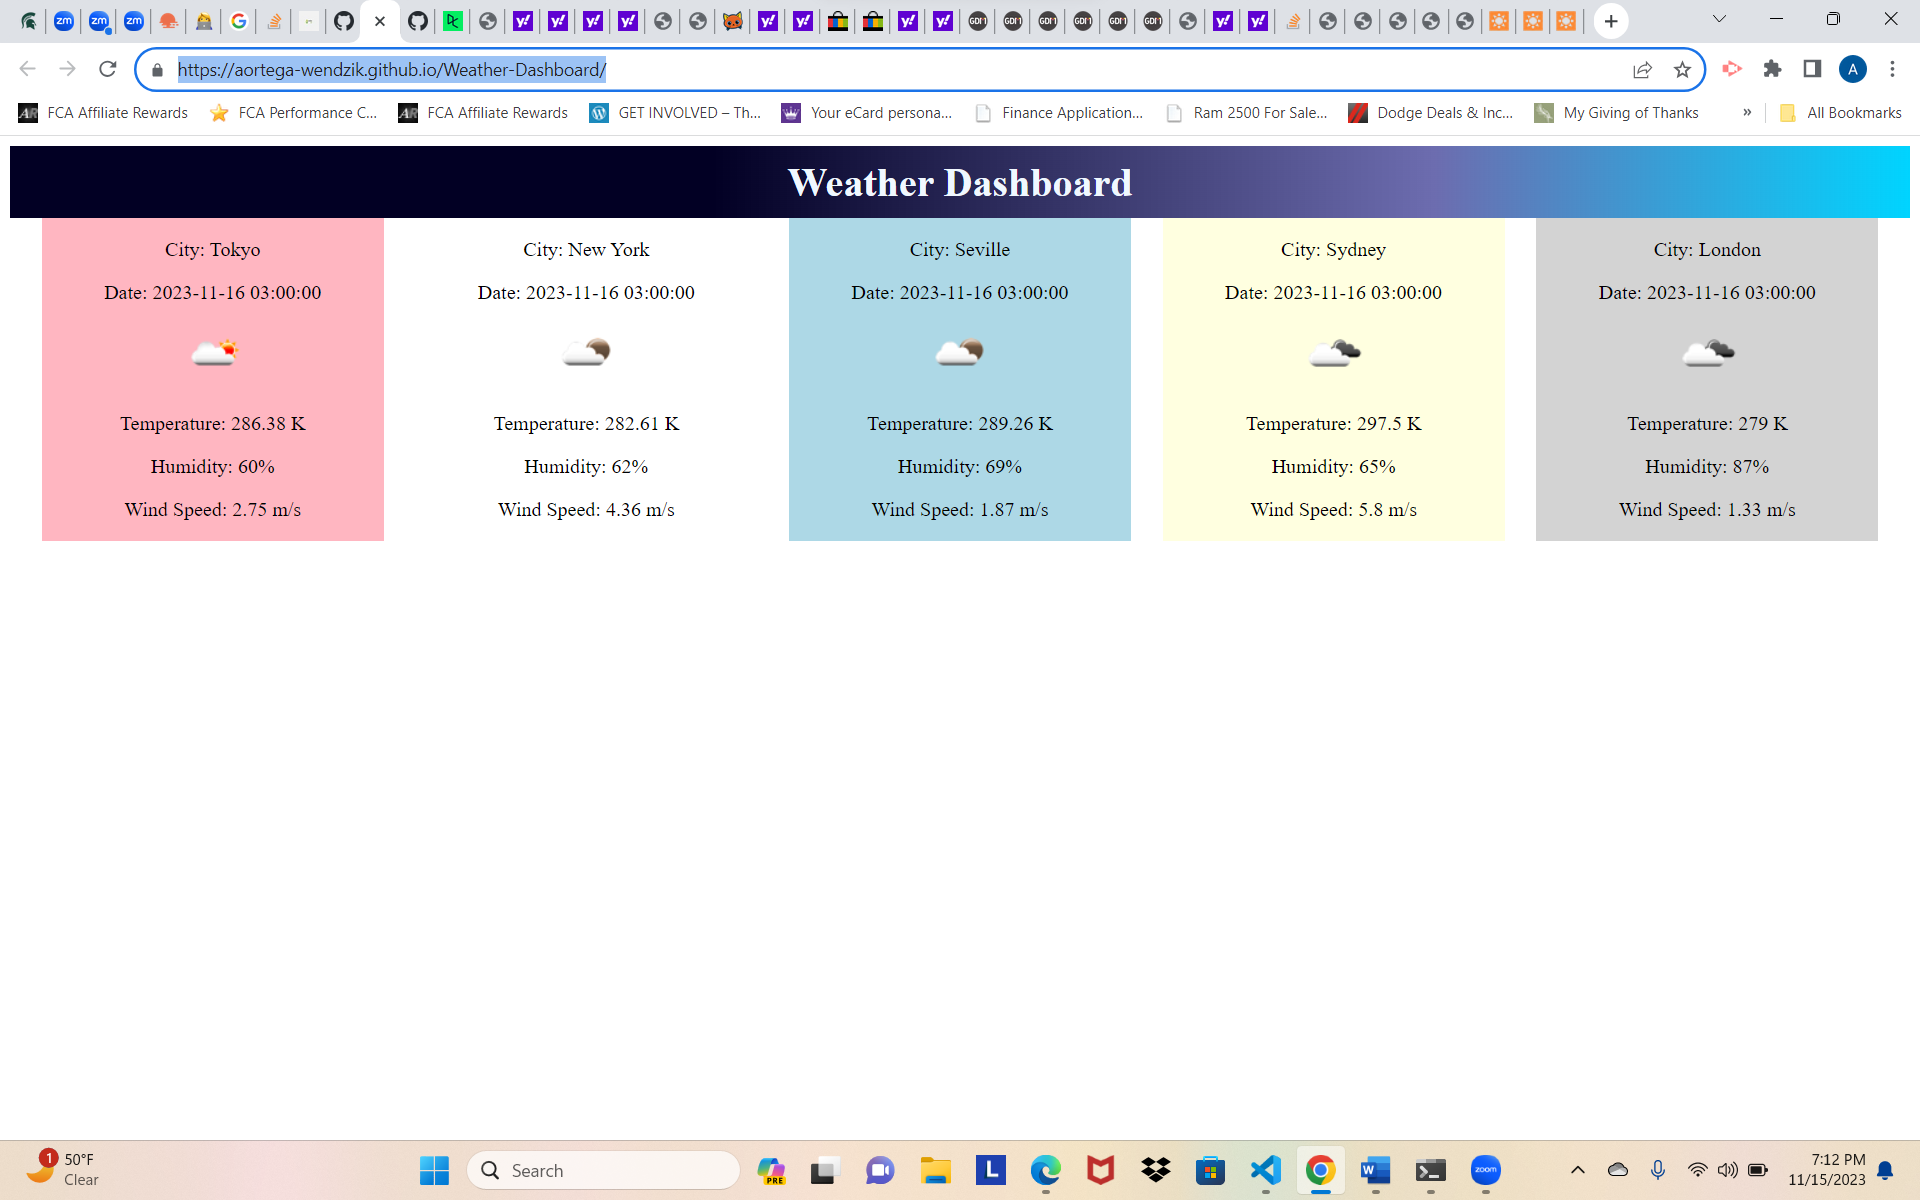 https://aortega-wendzik.github.io/Weather-Dashboard/
A
FCA Affiliate Rewards
FCA Performance C...
FCA Affiliate Rewards
GET INVOLVED – Th...
Your eCard persona...
Finance Application...
Ram 2500 For Sale...
Dodge Deals & Inc...
My Giving of Thanks
»
All Bookmarks
Weather Dashboard
City: Tokyo
Date: 2023-11-16 03:00:00
Temperature: 286.38 K
Humidity: 60%
Wind Speed: 2.75 m/s
City: New York
Date: 2023-11-16 03:00:00
Temperature: 282.61 K
Humidity: 62%
Wind Speed: 4.36 m/s
City: Seville
Date: 2023-11-16 03:00:00
Temperature: 289.26 K
Humidity: 69%
Wind Speed: 1.87 m/s
City: Sydney
Date: 2023-11-16 03:00:00
Temperature: 297.5 K
Humidity: 65%
Wind Speed: 5.8 m/s
City: London
Date: 2023-11-16 03:00:00
Temperature: 279 K
Humidity: 87%
Wind Speed: 1.33 m/s
1
50°F
Clear
Search
PRE
L
W
zoom
7:12 PM
11/15/2023